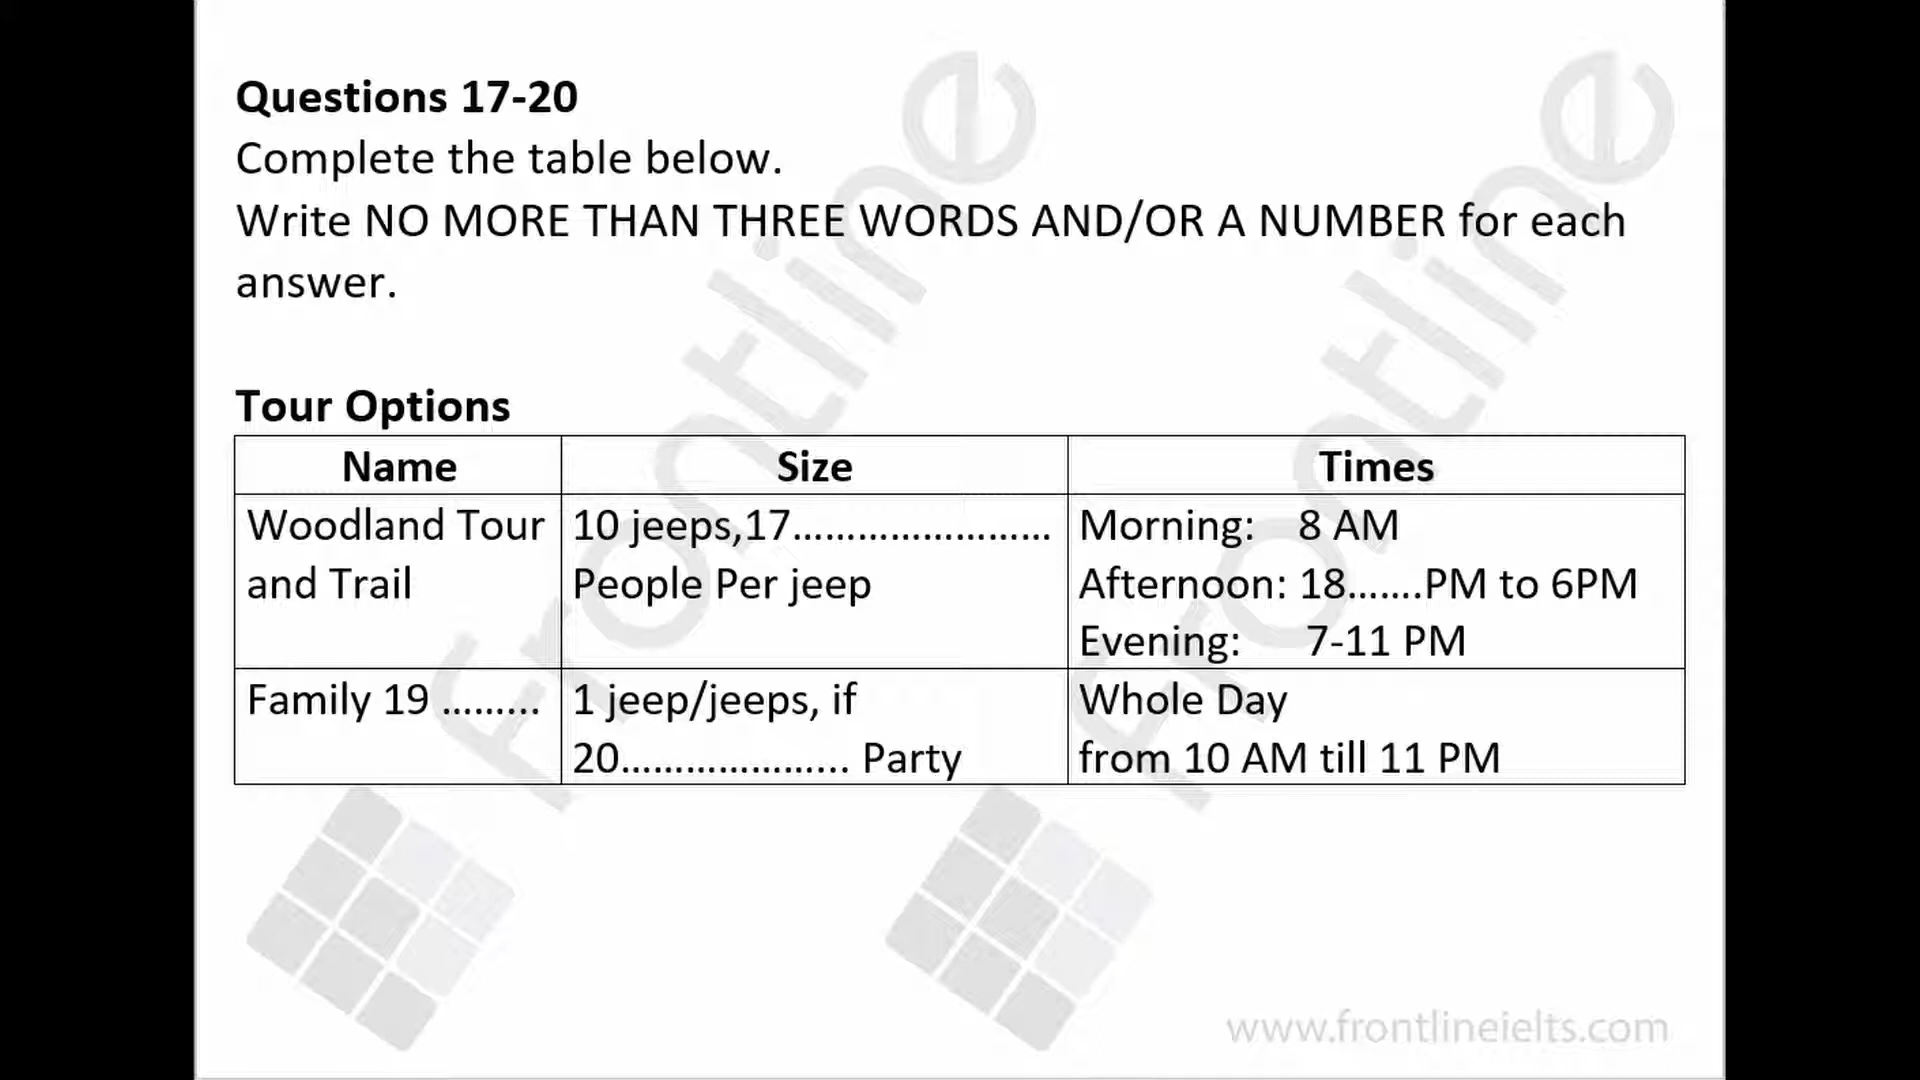 Questions 17-20
Complete the table below.
Write NO MORE THAN THREE WORDS AND/OR A NUMBER for each
answer.
Tour Options
Name Size Times
Woodland Tour 10 jeeps,17........................ Morning: 8 AM
and Trail People Per jeep Afternoon: 18.......PM to 6PM
Evening: 7-11 PM
Family 19 ......... 1 jeep/jeeps, if Whole Day
20..................... Party from 10 AM till 11 PM
frontline
frontline
www.frontlineielts.com